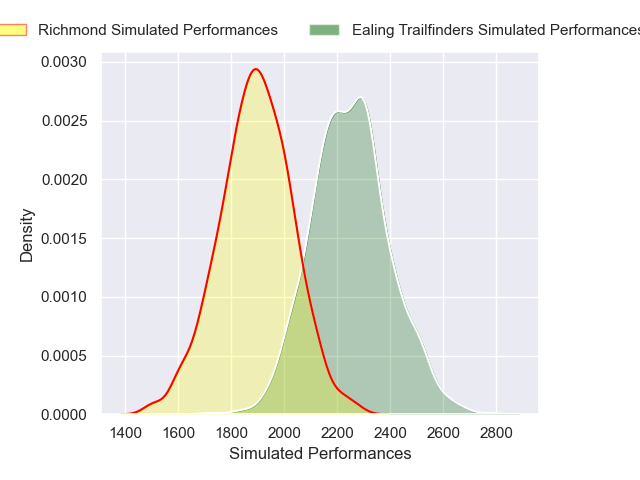 Richmond Simulated Performances Ealing Trailfinders Simulated Performances
0.0030
0.0025
0.0020
0.0015
0.0010
0.0005
0.0000
Density
1400 1600 1800 2000 2200 2400 2600 2800
Simulated Performances